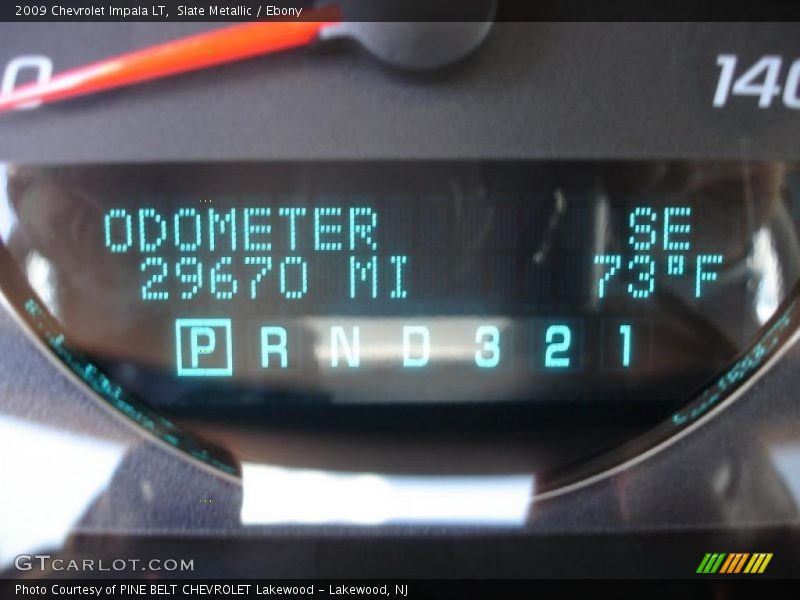 2009 Chevrolet Impala LT, Slate Metallic / Ebony
0 140
ODOMETER SE
29670 MI 73°F
P R N D 3 2 1
GTCARLOT.COM
Photo Courtesy of PINE BELT CHEVROLET Lakewood - Lakewood, NJ